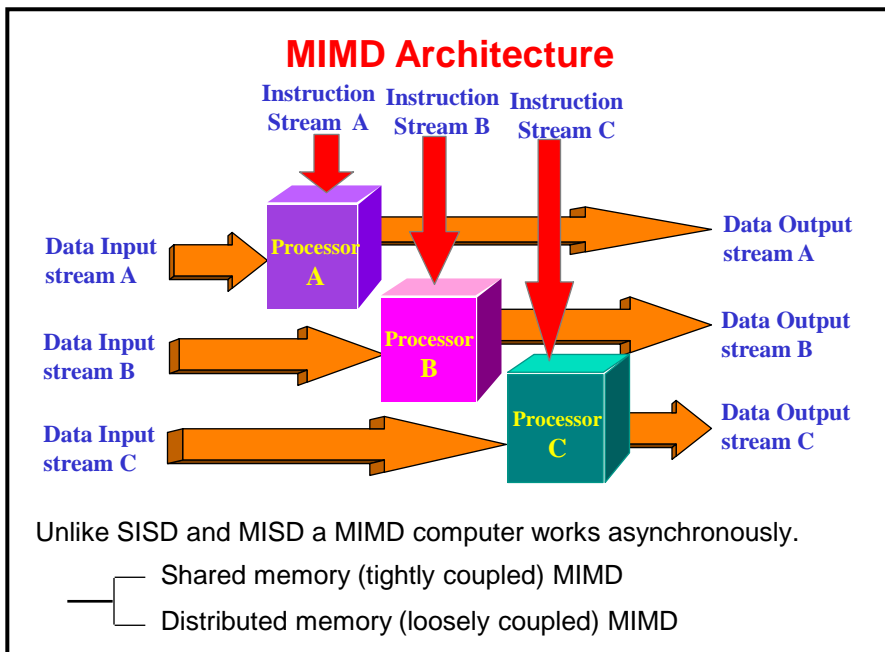 MIMD Architecture
Instruction
Stream A
Instruction
Stream B
Instruction
Stream C
Data Input
stream A
Processor
A
Data Output
stream A
Data Input
stream B
Processor
B
Data Output
stream B
Data Input
stream C
Processor
C
Data Output
stream C
Unlike SISD and MISD a MIMD computer works asynchronously.
Shared memory (tightly coupled) MIMD
Distributed memory (loosely coupled) MIMD